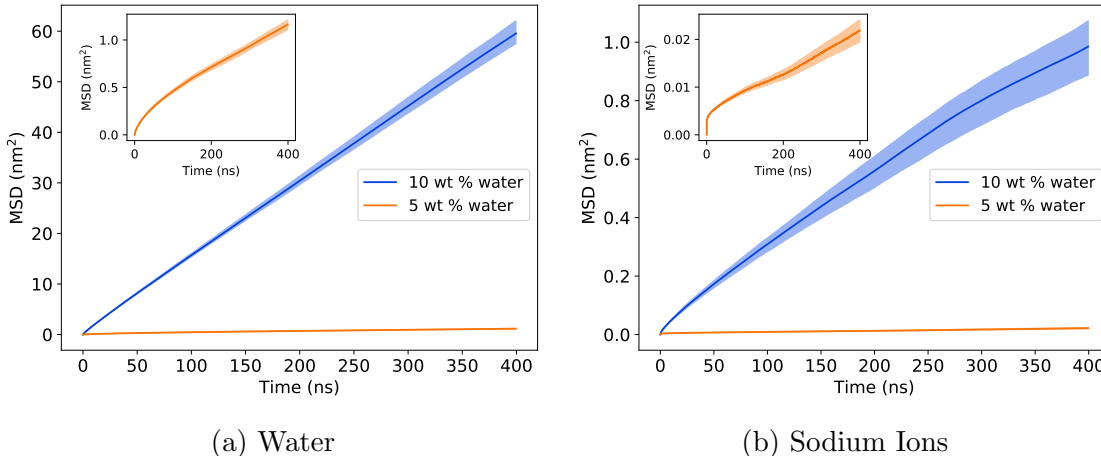 60
50
40
30
20
10
0
MSD (nm²)
0 50 100 150 200 250 300 350 400
Time (ns)
1.0
0.5
0.0
MSD (nm²)
0 200 400
Time (ns)
10 wt % water
5 wt % water
(a) Water
1.0
0.8
0.6
0.4
0.2
0.0
MSD (nm²)
0 50 100 150 200 250 300 350 400
Time (ns)
0.02
0.01
0.00
MSD (nm²)
0 200 400
Time (ns)
10 wt % water
5 wt % water
(b) Sodium Ions